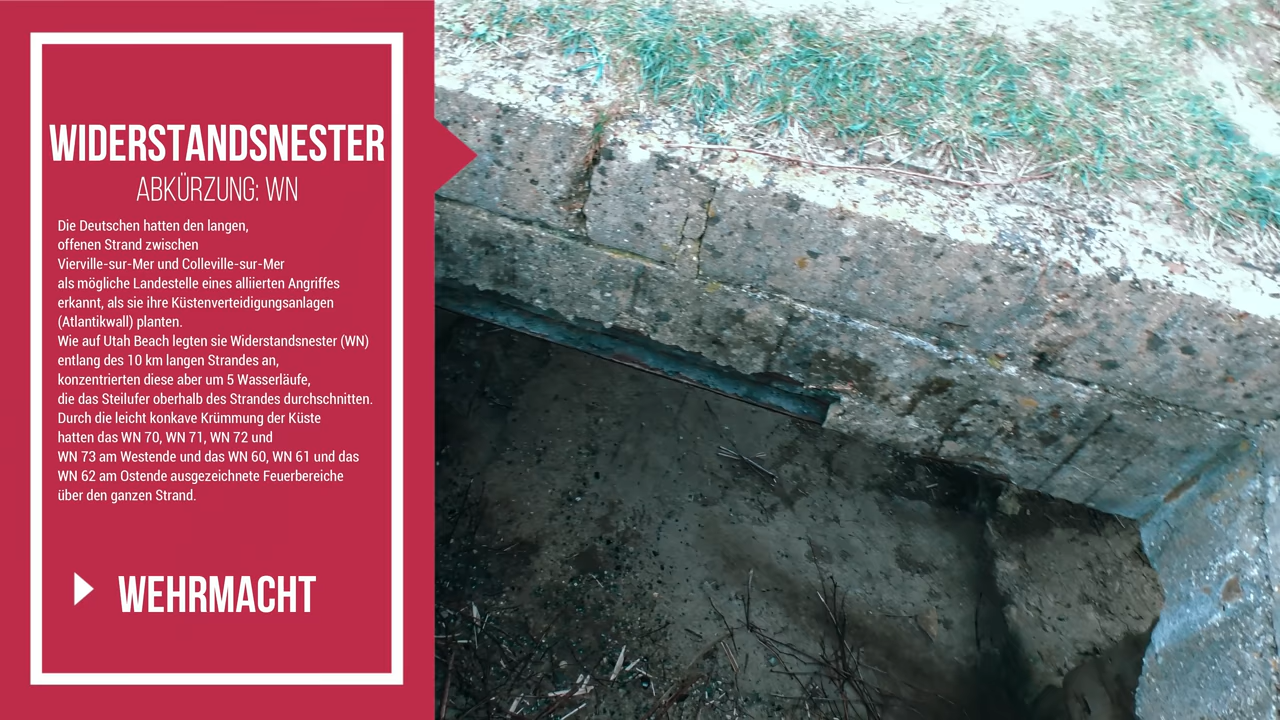 WIDERSTANDSNESTER
ABKÜRZUNG: WN
Die Deutschen hatten den langen,
offenen Strand zwischen
Vierville-sur-Mer und Colleville-sur-Mer
als mögliche Landestelle eines alliierten Angriffes
erkannt, als sie ihre Küstenverteidigungsanlagen
(Atlantikwall) planten.
Wie auf Utah Beach legten sie Widerstandsnester (WN)
entlang des 10 km langen Strandes an,
konzentrierten diese aber um 5 Wasserläufe,
die das Steilufer oberhalb des Strandes durchschnitten.
Durch die leicht konkave Krümmung der Küste
hatten das WN 70, WN 71, WN 72 und
WN 73 am Westende und das WN 60, WN 61 und das
WN 62 am Ostende ausgezeichnete Feuerbereiche
über den ganzen Strand.
WEHRMACHT